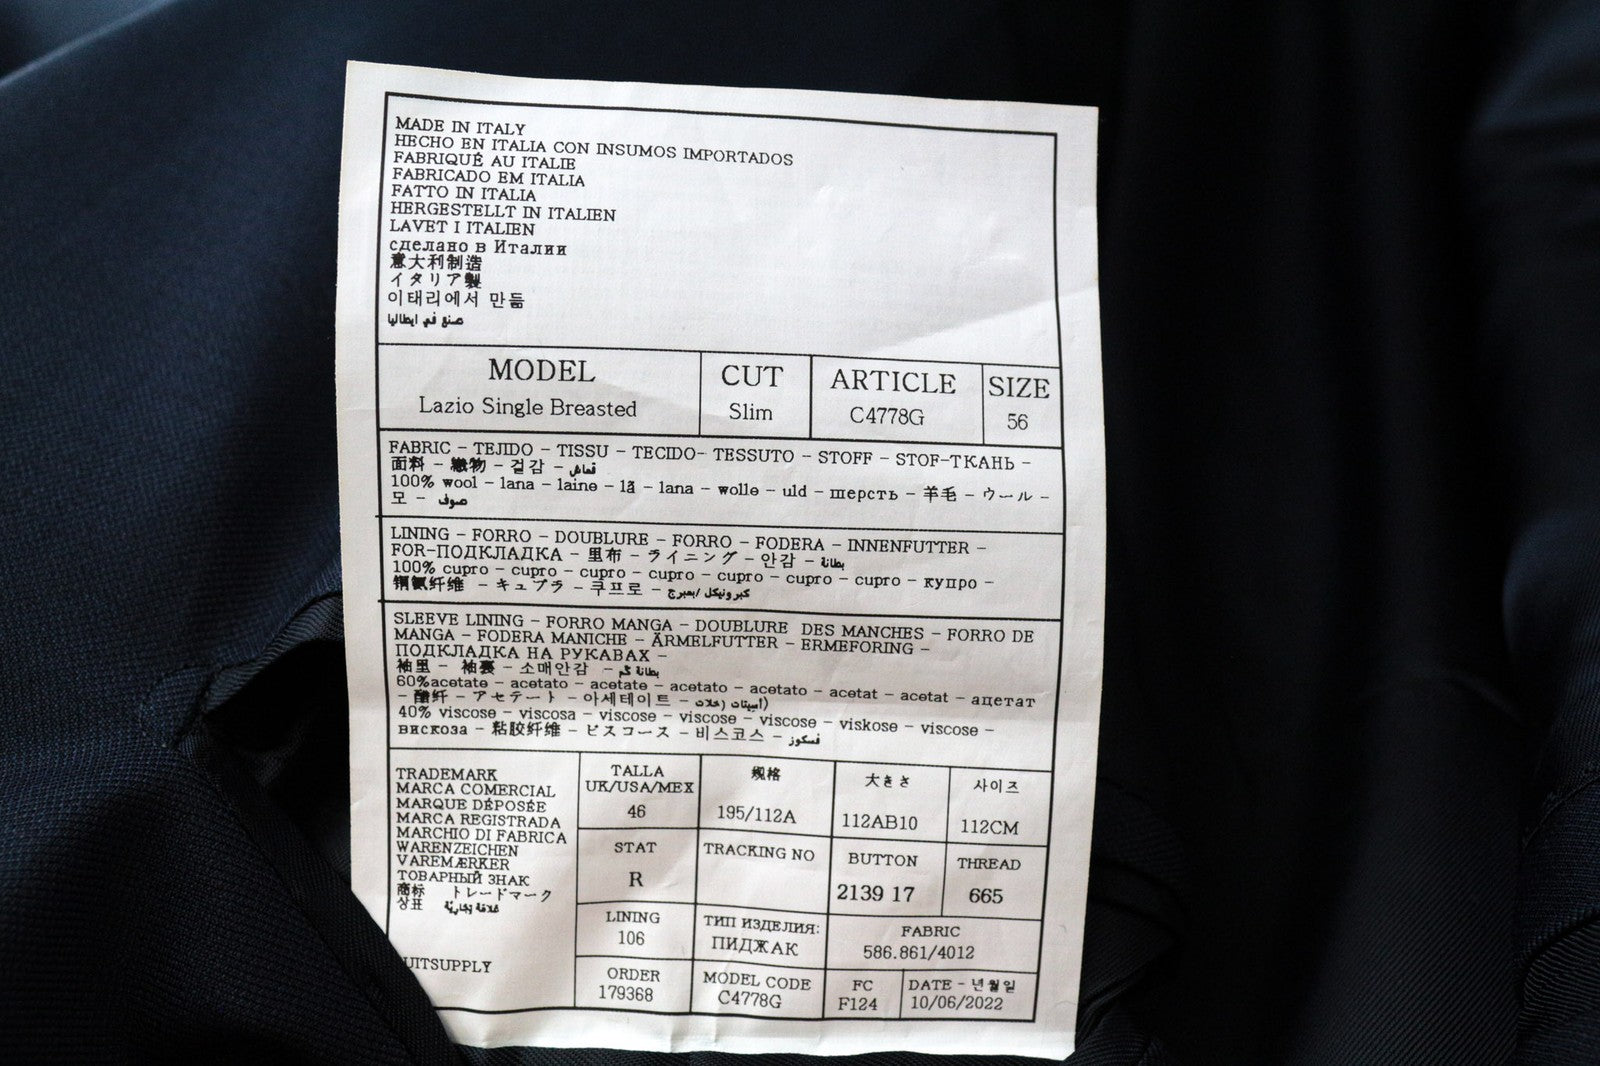 MADE IN ITALY
HECHO EN ITALIA CON INSUMOS IMPORTADOS
FABRIQUÉ AU ITALIE
FABRICADO EM ITALIA
FATTO IN ITALIA
HERGESTELLT IN ITALIEN
LAVET I ITALIEN
сделано в Италии
意大利制造
イタリア製
이태리에서 만듦
صنع في ايطاليا
MODEL
Lazio Single Breasted
CUT
Slim
ARTICLE
C4778G
SIZE
56
FABRIC – TEJIDO – TISSU – TECIDO– TESSUTO – STOFF – STOF-ТКАНЬ –
面料 – 織物 – 겉감 – قماش
100% wool – lana – laine – lã – lana – wolle – uld – шерсть – 羊毛 – ウール –
모 – صوف
LINING – FORRO – DOUBLURE – FORRO – FODERA – INNENFUTTER –
FOR–ПОДКЛАДКА – 里布 – ライニング – 안감 – بطانة
100% cupro – cupro – cupro – cupro – cupro – cupro – cupro – купро –
铜氨纤维 – キュプラ – 쿠프로 – كبرونيكل /بمبرج
SLEEVE LINING – FORRO MANGA – DOUBLURE DES MANCHES – FORRO DE
MANGA – FODERA MANICHE – ÄRMELFUTTER – ERMEFORING –
ПОДКЛАДКА НА РУКАВАХ –
袖里 – 袖裏 – 소매안감 – بطانة كم
60%acetate – acetato – acetate – acetato – acetato – acetat – acetat – ацетат
– 醋纤 – アセテート – 아세테이트 –
40% viscose – viscosa – viscose – viscose – viscose – viskose – viscose –
вискоза – 粘胶纤维 – ビスコース – 비스코스 – فسكوز
TRADEMARK
MARCA COMERCIAL
MARQUE DÉPOSÉE
MARCA REGISTRADA
MARCHIO DI FABRICA
WARENZEICHEN
VAREMÆRKER
ТОВАРНЫЙ ЗНАК
商标 トレードマーク
상표 علامة تجارية
UITSUPPLY
TALLA
UK/USA/MEX
46
规格
195/112A
大きさ
112AB10
사이즈
112CM
STAT
R
TRACKING NO
BUTTON
2139 17
THREAD
665
LINING
106
ТИП ИЗДЕЛИЯ:
ПИДЖАК
FABRIC
586.861/4012
ORDER
179368
MODEL CODE
C4778G
FC
F124
DATE – 년월일
10/06/2022